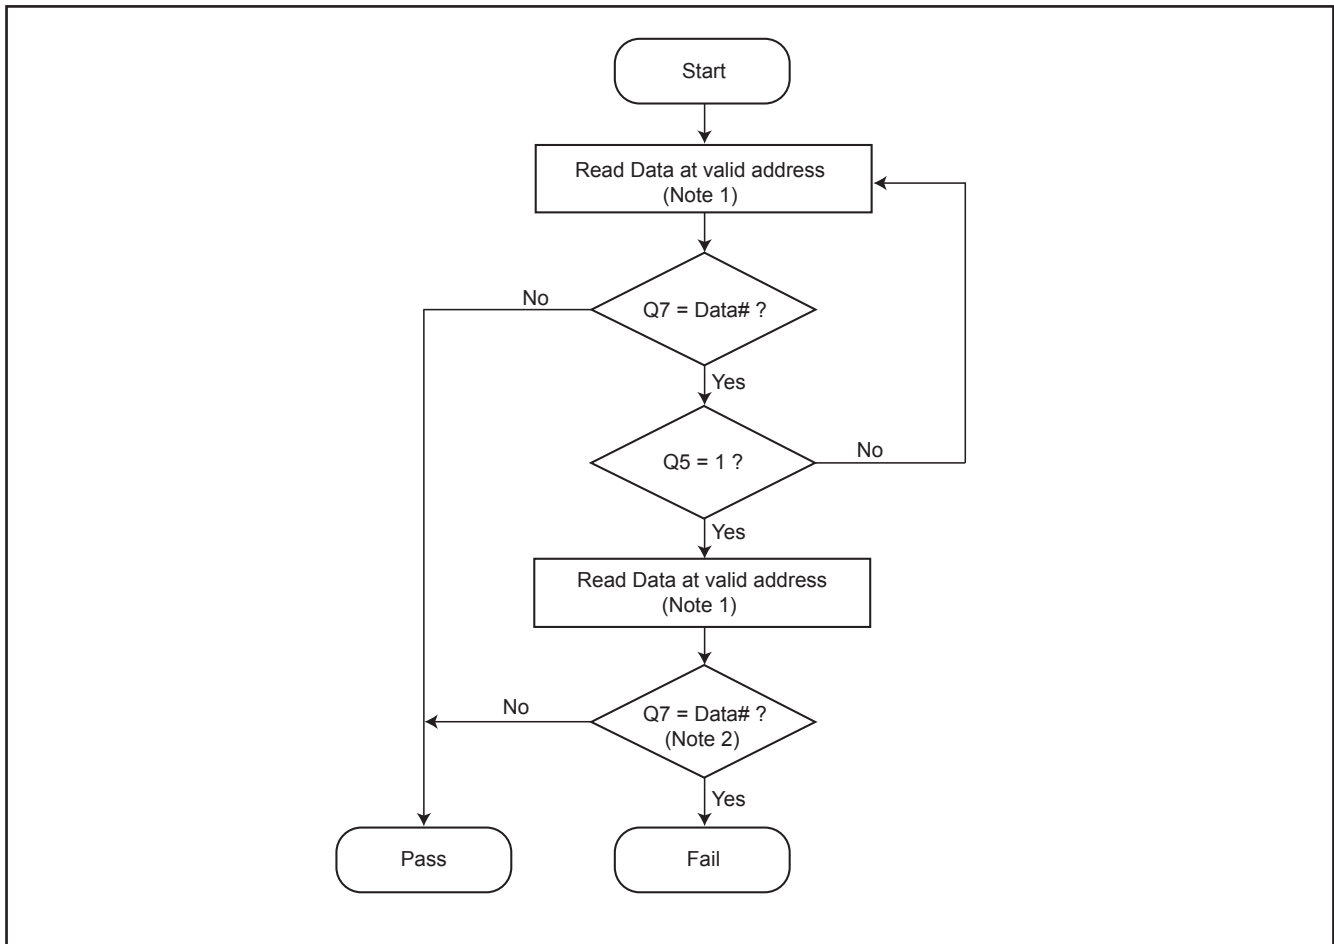 Start
Read Data at valid address
(Note 1)
No
Q7 = Data# ?
Yes
Q5 = 1 ?
No
Yes
Read Data at valid address
(Note 1)
No
Q7 = Data# ?
(Note 2)
Yes
Pass
Fail